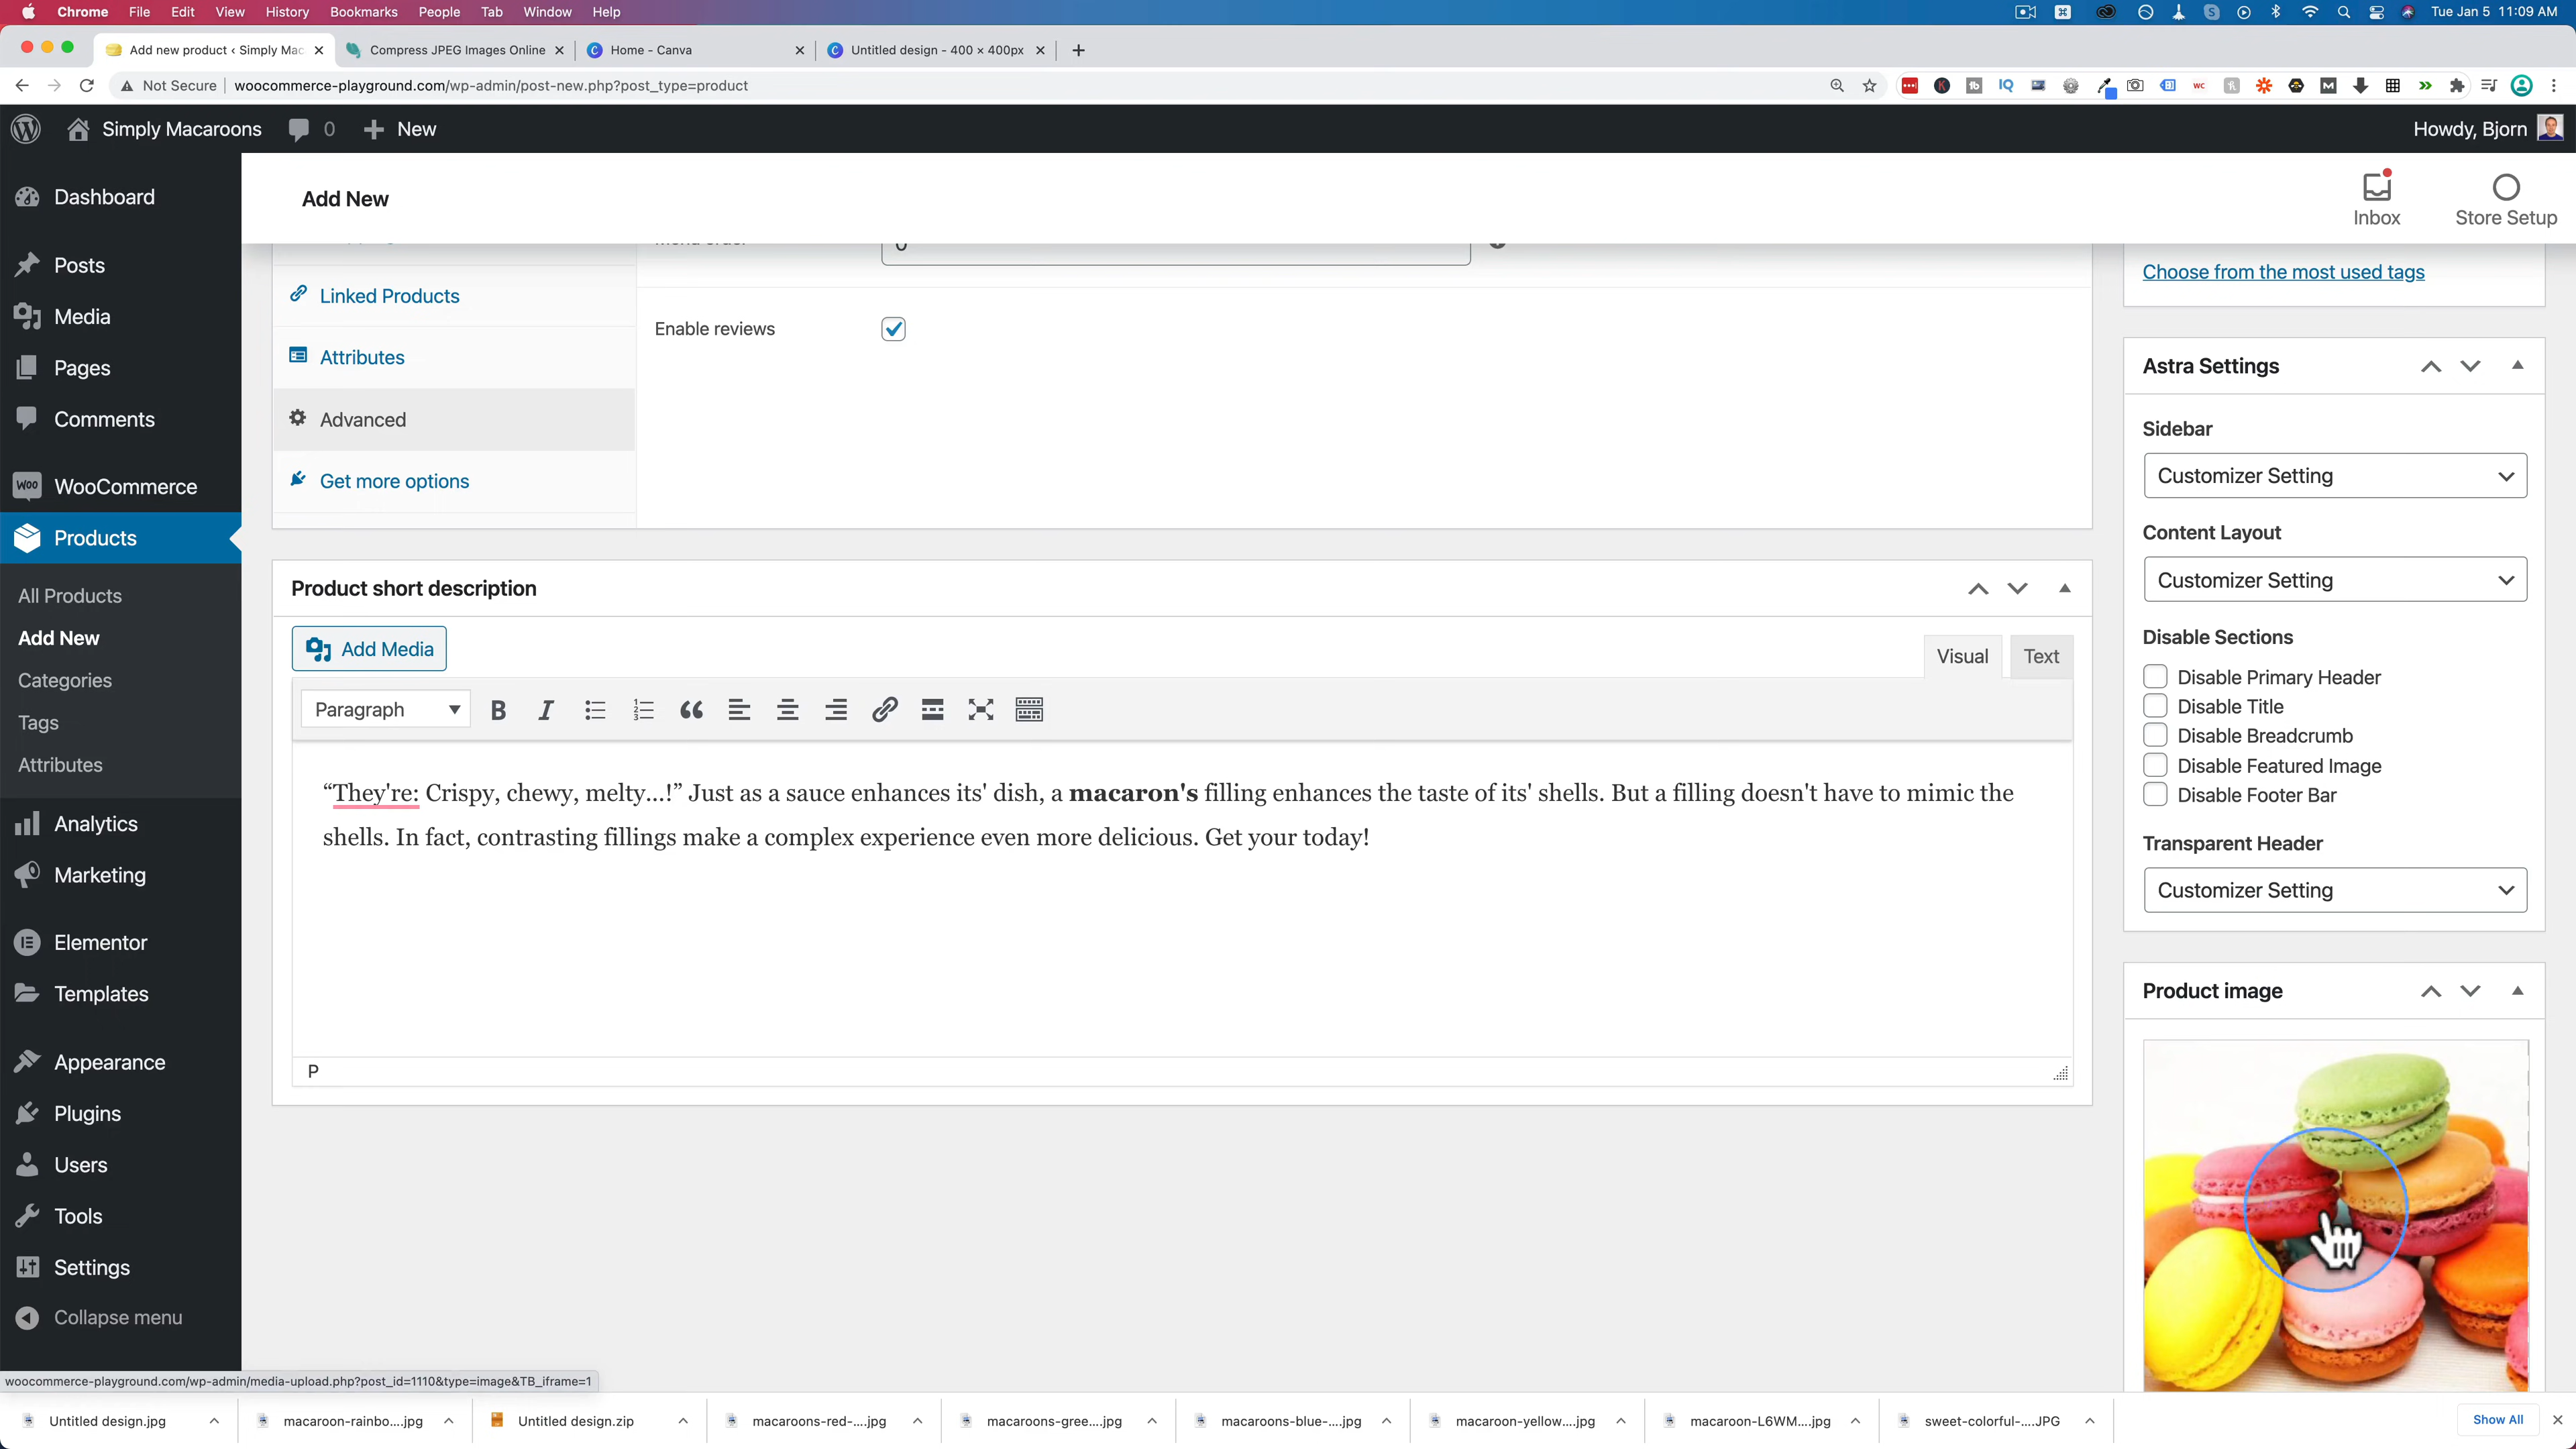 Chrome File Edit View History Bookmarks People Tab Window Help Tue Jan 5 11:09 AM
Add new product ‹ Simply Mac Compress JPEG Images Online Home - Canva Untitled design - 400 × 400px
Not Secure woocommerce-playground.com/wp-admin/post-new.php?post_type=product
Simply Macaroons 0 New Howdy, Bjorn
Dashboard
Posts
Media
Pages
Comments
WooCommerce
Products
All Products
Add New
Categories
Tags
Attributes
Analytics
Marketing
Elementor
Templates
Appearance
Plugins
Users
Tools
Settings
Collapse menu
Add New
Inbox
Store Setup
Linked Products
Attributes
Advanced
Get more options
Enable reviews
Product short description
Add Media
Visual Text
Paragraph
“They're: Crispy, chewy, melty...!” Just as a sauce enhances its' dish, a macaron's filling enhances the taste of its' shells. But a filling doesn't have to mimic the
shells. In fact, contrasting fillings make a complex experience even more delicious. Get your today!
P
Choose from the most used tags
Astra Settings
Sidebar
Customizer Setting
Content Layout
Customizer Setting
Disable Sections
Disable Primary Header
Disable Title
Disable Breadcrumb
Disable Featured Image
Disable Footer Bar
Transparent Header
Customizer Setting
Product image
woocommerce-playground.com/wp-admin/media-upload.php?post_id=1110&type=image&TB_iframe=1
Untitled design.jpg macaroon-rainbo....jpg Untitled design.zip macaroons-red-....jpg macaroons-gree....jpg macaroons-blue-....jpg macaroon-yellow....jpg macaroon-L6WM....jpg sweet-colorful-....JPG Show All